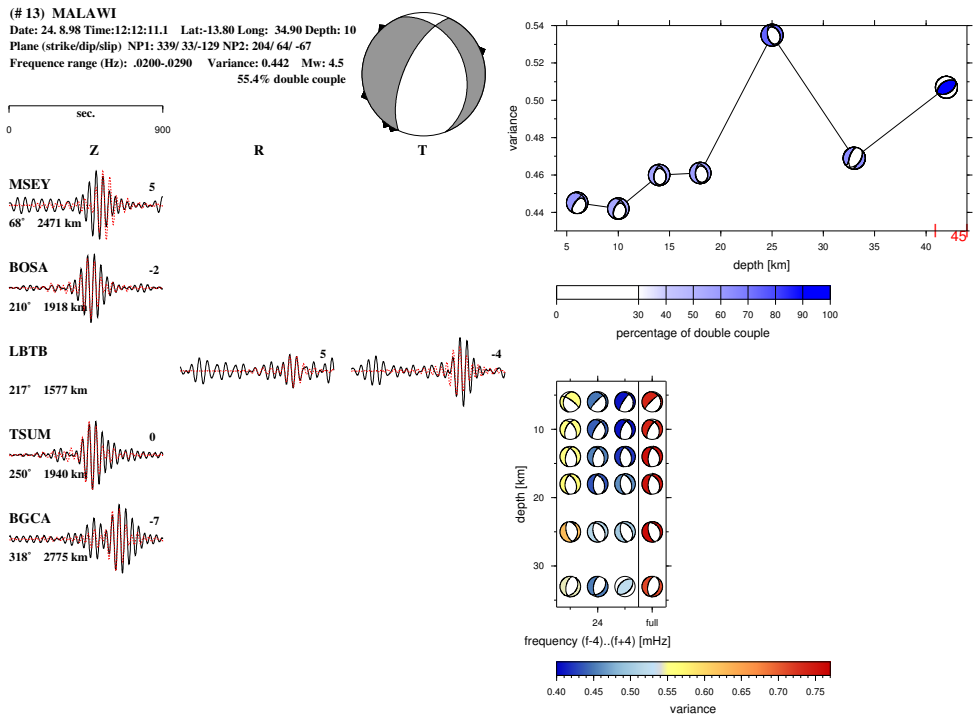 (# 13) MALAWI
Date: 24. 8.98 Time:12:12:11.1 Lat:-13.80 Long: 34.90 Depth: 10
Plane (strike/dip/slip) NP1: 339/ 33/-129 NP2: 204/ 64/ -67
Frequence range (Hz): .0200-.0290 Variance: 0.442 Mw: 4.5
55.4% double couple
sec.
0 900
Z R T
MSEY 5
68° 2471 km
BOSA -2
210° 1918 km
LBTB 5 -4
217° 1577 km
TSUM 0
250° 1940 km
BGCA -7
318° 2775 km
0.54
0.52
0.50
0.48
0.46
0.44
variance
5 10 15 20 25 30 35 40 45
depth [km]
0 30 40 50 60 70 80 90 100
percentage of double couple
10
20
30
depth [km]
24 full
frequency (f-4)..(f+4) [mHz]
0.40 0.45 0.50 0.55 0.60 0.65 0.70 0.75
variance